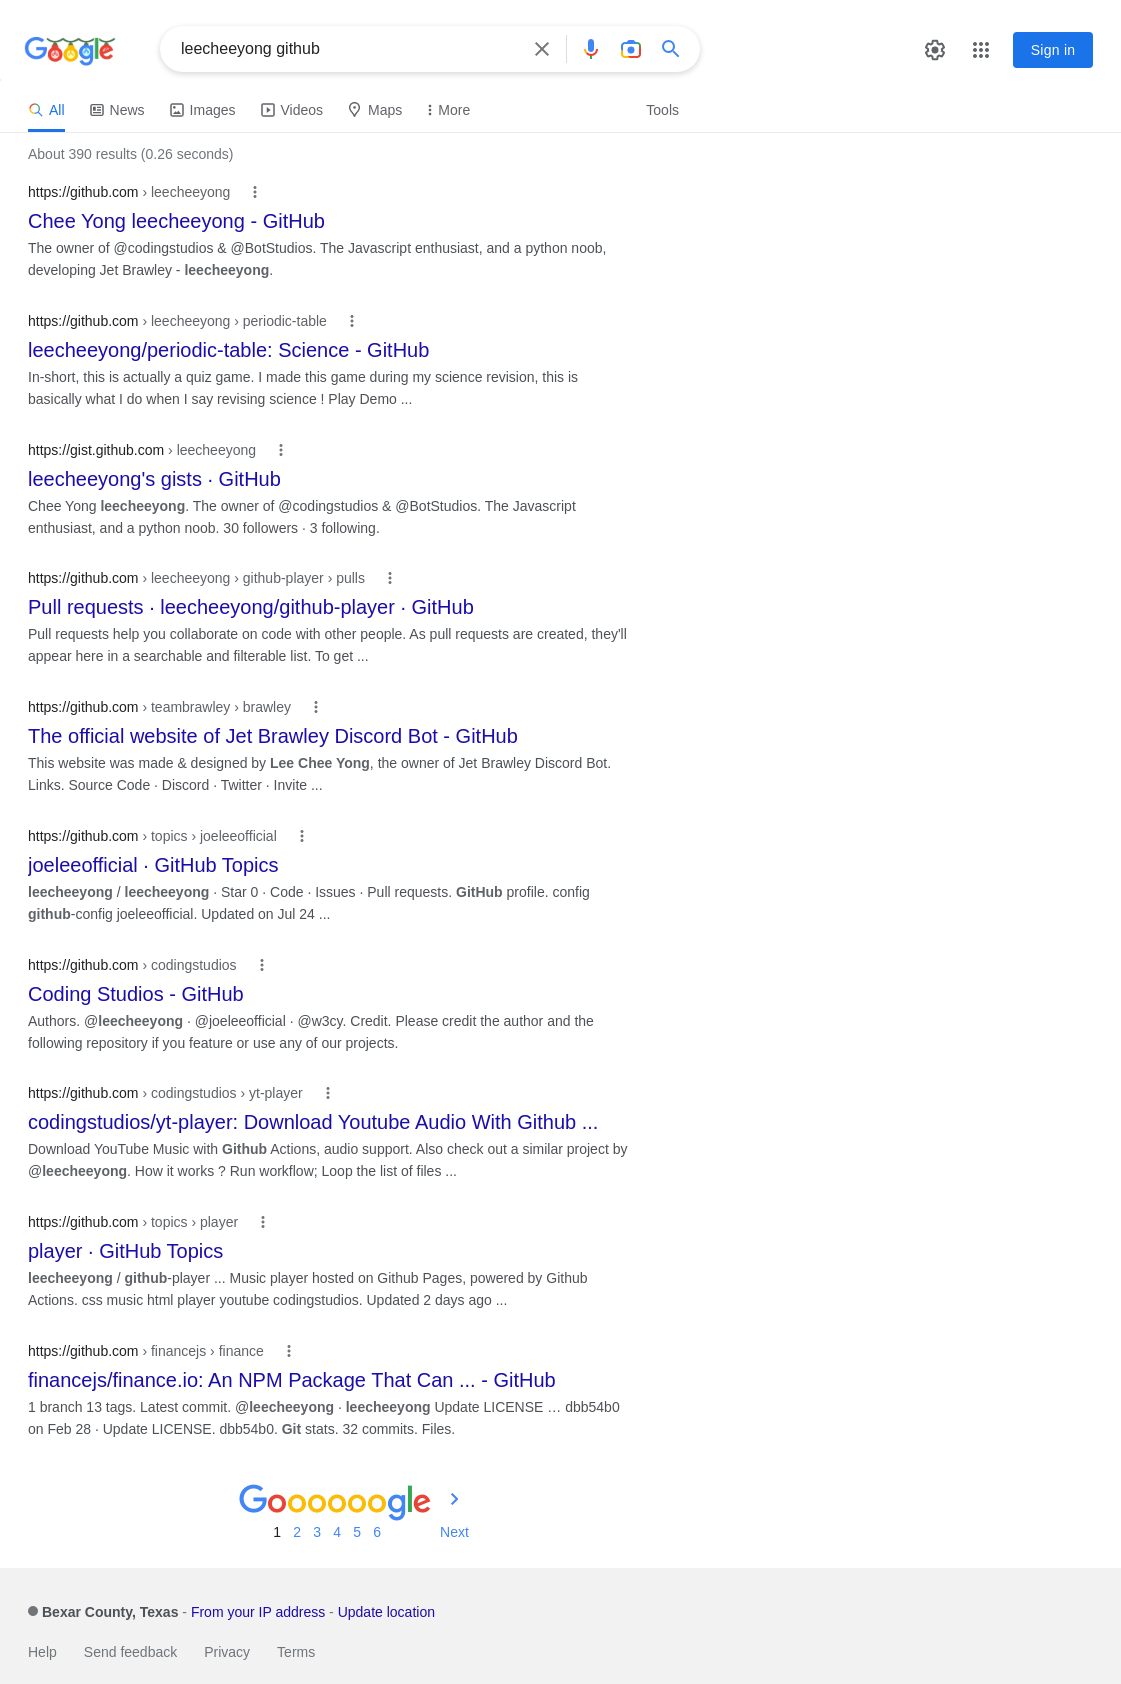 Google
leecheeyong github
Sign in
All
News
Images
Videos
Maps
More
Tools
About 390 results (0.26 seconds)
https://github.com › leecheeyong
Chee Yong leecheeyong - GitHub
The owner of @codingstudios & @BotStudios. The Javascript enthusiast, and a python noob,
developing Jet Brawley - leecheeyong.
https://github.com › leecheeyong › periodic-table
leecheeyong/periodic-table: Science - GitHub
In-short, this is actually a quiz game. I made this game during my science revision, this is
basically what I do when I say revising science ! Play Demo ...
https://gist.github.com › leecheeyong
leecheeyong's gists · GitHub
Chee Yong leecheeyong. The owner of @codingstudios & @BotStudios. The Javascript
enthusiast, and a python noob. 30 followers · 3 following.
https://github.com › leecheeyong › github-player › pulls
Pull requests · leecheeyong/github-player · GitHub
Pull requests help you collaborate on code with other people. As pull requests are created, they'll
appear here in a searchable and filterable list. To get ...
https://github.com › teambrawley › brawley
The official website of Jet Brawley Discord Bot - GitHub
This website was made & designed by Lee Chee Yong, the owner of Jet Brawley Discord Bot.
Links. Source Code · Discord · Twitter · Invite ...
https://github.com › topics › joeleeofficial
joeleeofficial · GitHub Topics
leecheeyong / leecheeyong · Star 0 · Code · Issues · Pull requests. GitHub profile. config
github-config joeleeofficial. Updated on Jul 24 ...
https://github.com › codingstudios
Coding Studios - GitHub
Authors. @leecheeyong · @joeleeofficial · @w3cy. Credit. Please credit the author and the
following repository if you feature or use any of our projects.
https://github.com › codingstudios › yt-player
codingstudios/yt-player: Download Youtube Audio With Github ...
Download YouTube Music with Github Actions, audio support. Also check out a similar project by
@leecheeyong. How it works ? Run workflow; Loop the list of files ...
https://github.com › topics › player
player · GitHub Topics
leecheeyong / github-player ... Music player hosted on Github Pages, powered by Github
Actions. css music html player youtube codingstudios. Updated 2 days ago ...
https://github.com › financejs › finance
financejs/finance.io: An NPM Package That Can ... - GitHub
1 branch 13 tags. Latest commit. @leecheeyong · leecheeyong Update LICENSE … dbb54b0
on Feb 28 · Update LICENSE. dbb54b0. Git stats. 32 commits. Files.
Goooooogle
1 2 3 4 5 6 Next
Bexar County, Texas - From your IP address - Update location
Help Send feedback Privacy Terms